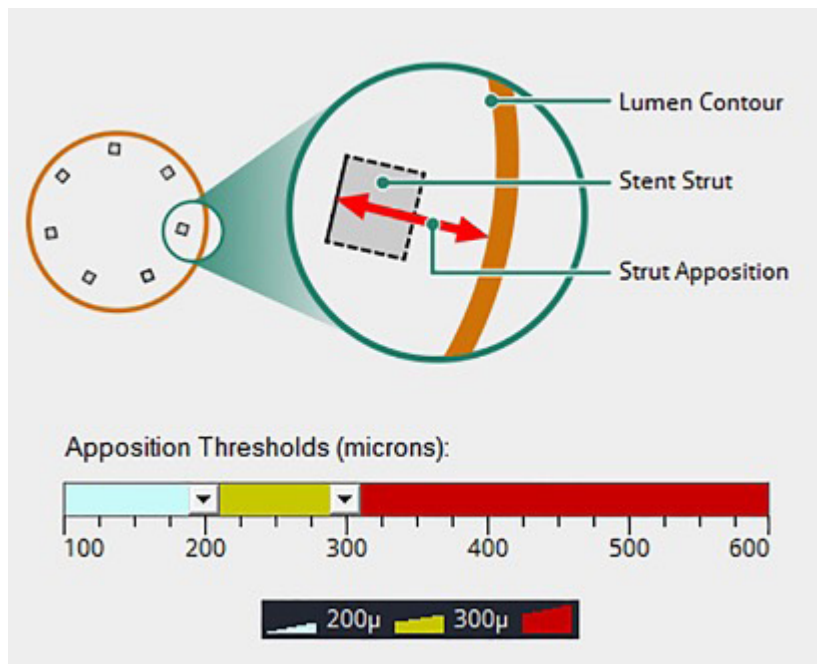 Lumen Contour
Stent Strut
Strut Apposition
Apposition Thresholds (microns):
100 200 300 400 500 600
200µ 300µ